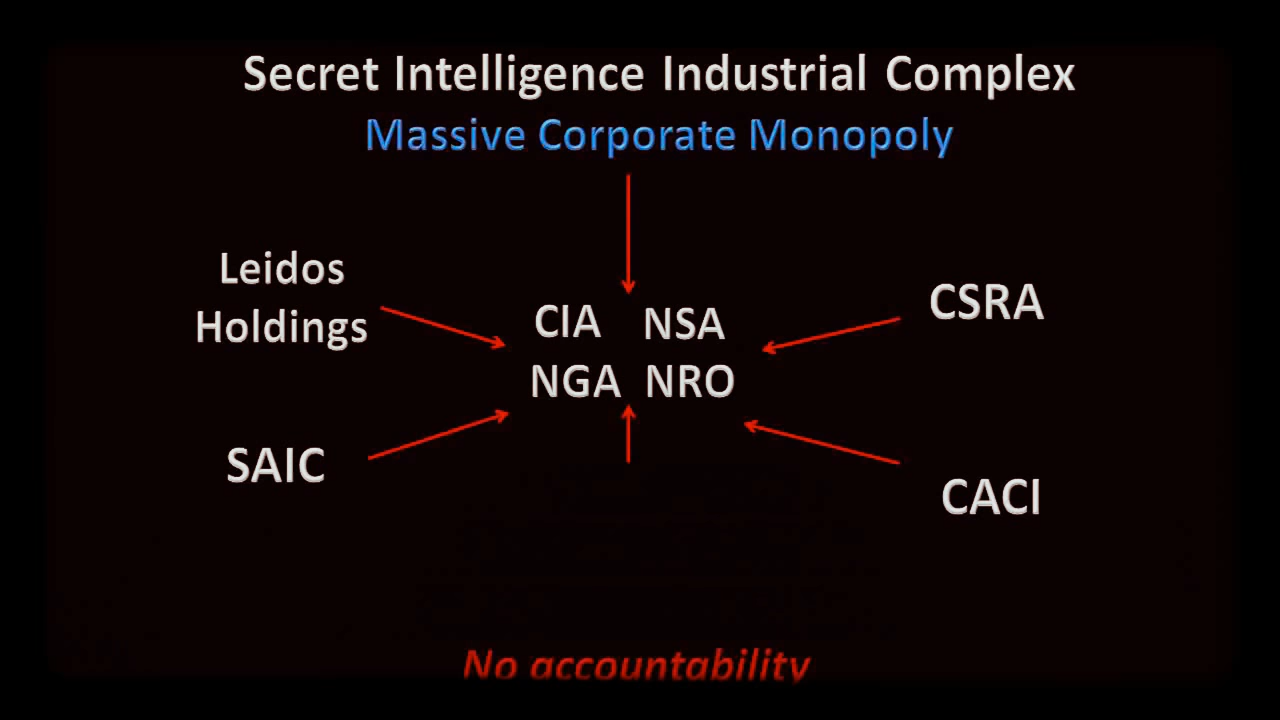 Secret Intelligence Industrial Complex
Massive Corporate Monopoly
Leidos
Holdings
CIA NSA
NGA NRO
CSRA
SAIC
CACI
No accountability